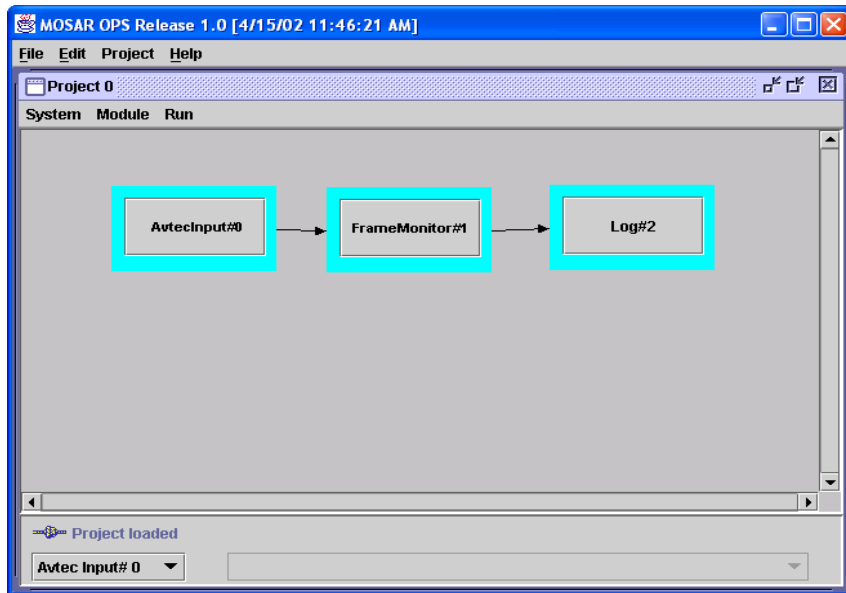 MOSAR OPS Release 1.0 [4/15/02 11:46:21 AM]
File Edit Project Help
Project 0
System Module Run
AvtecInput#0 FrameMonitor#1 Log#2
Project loaded
Avtec Input# 0